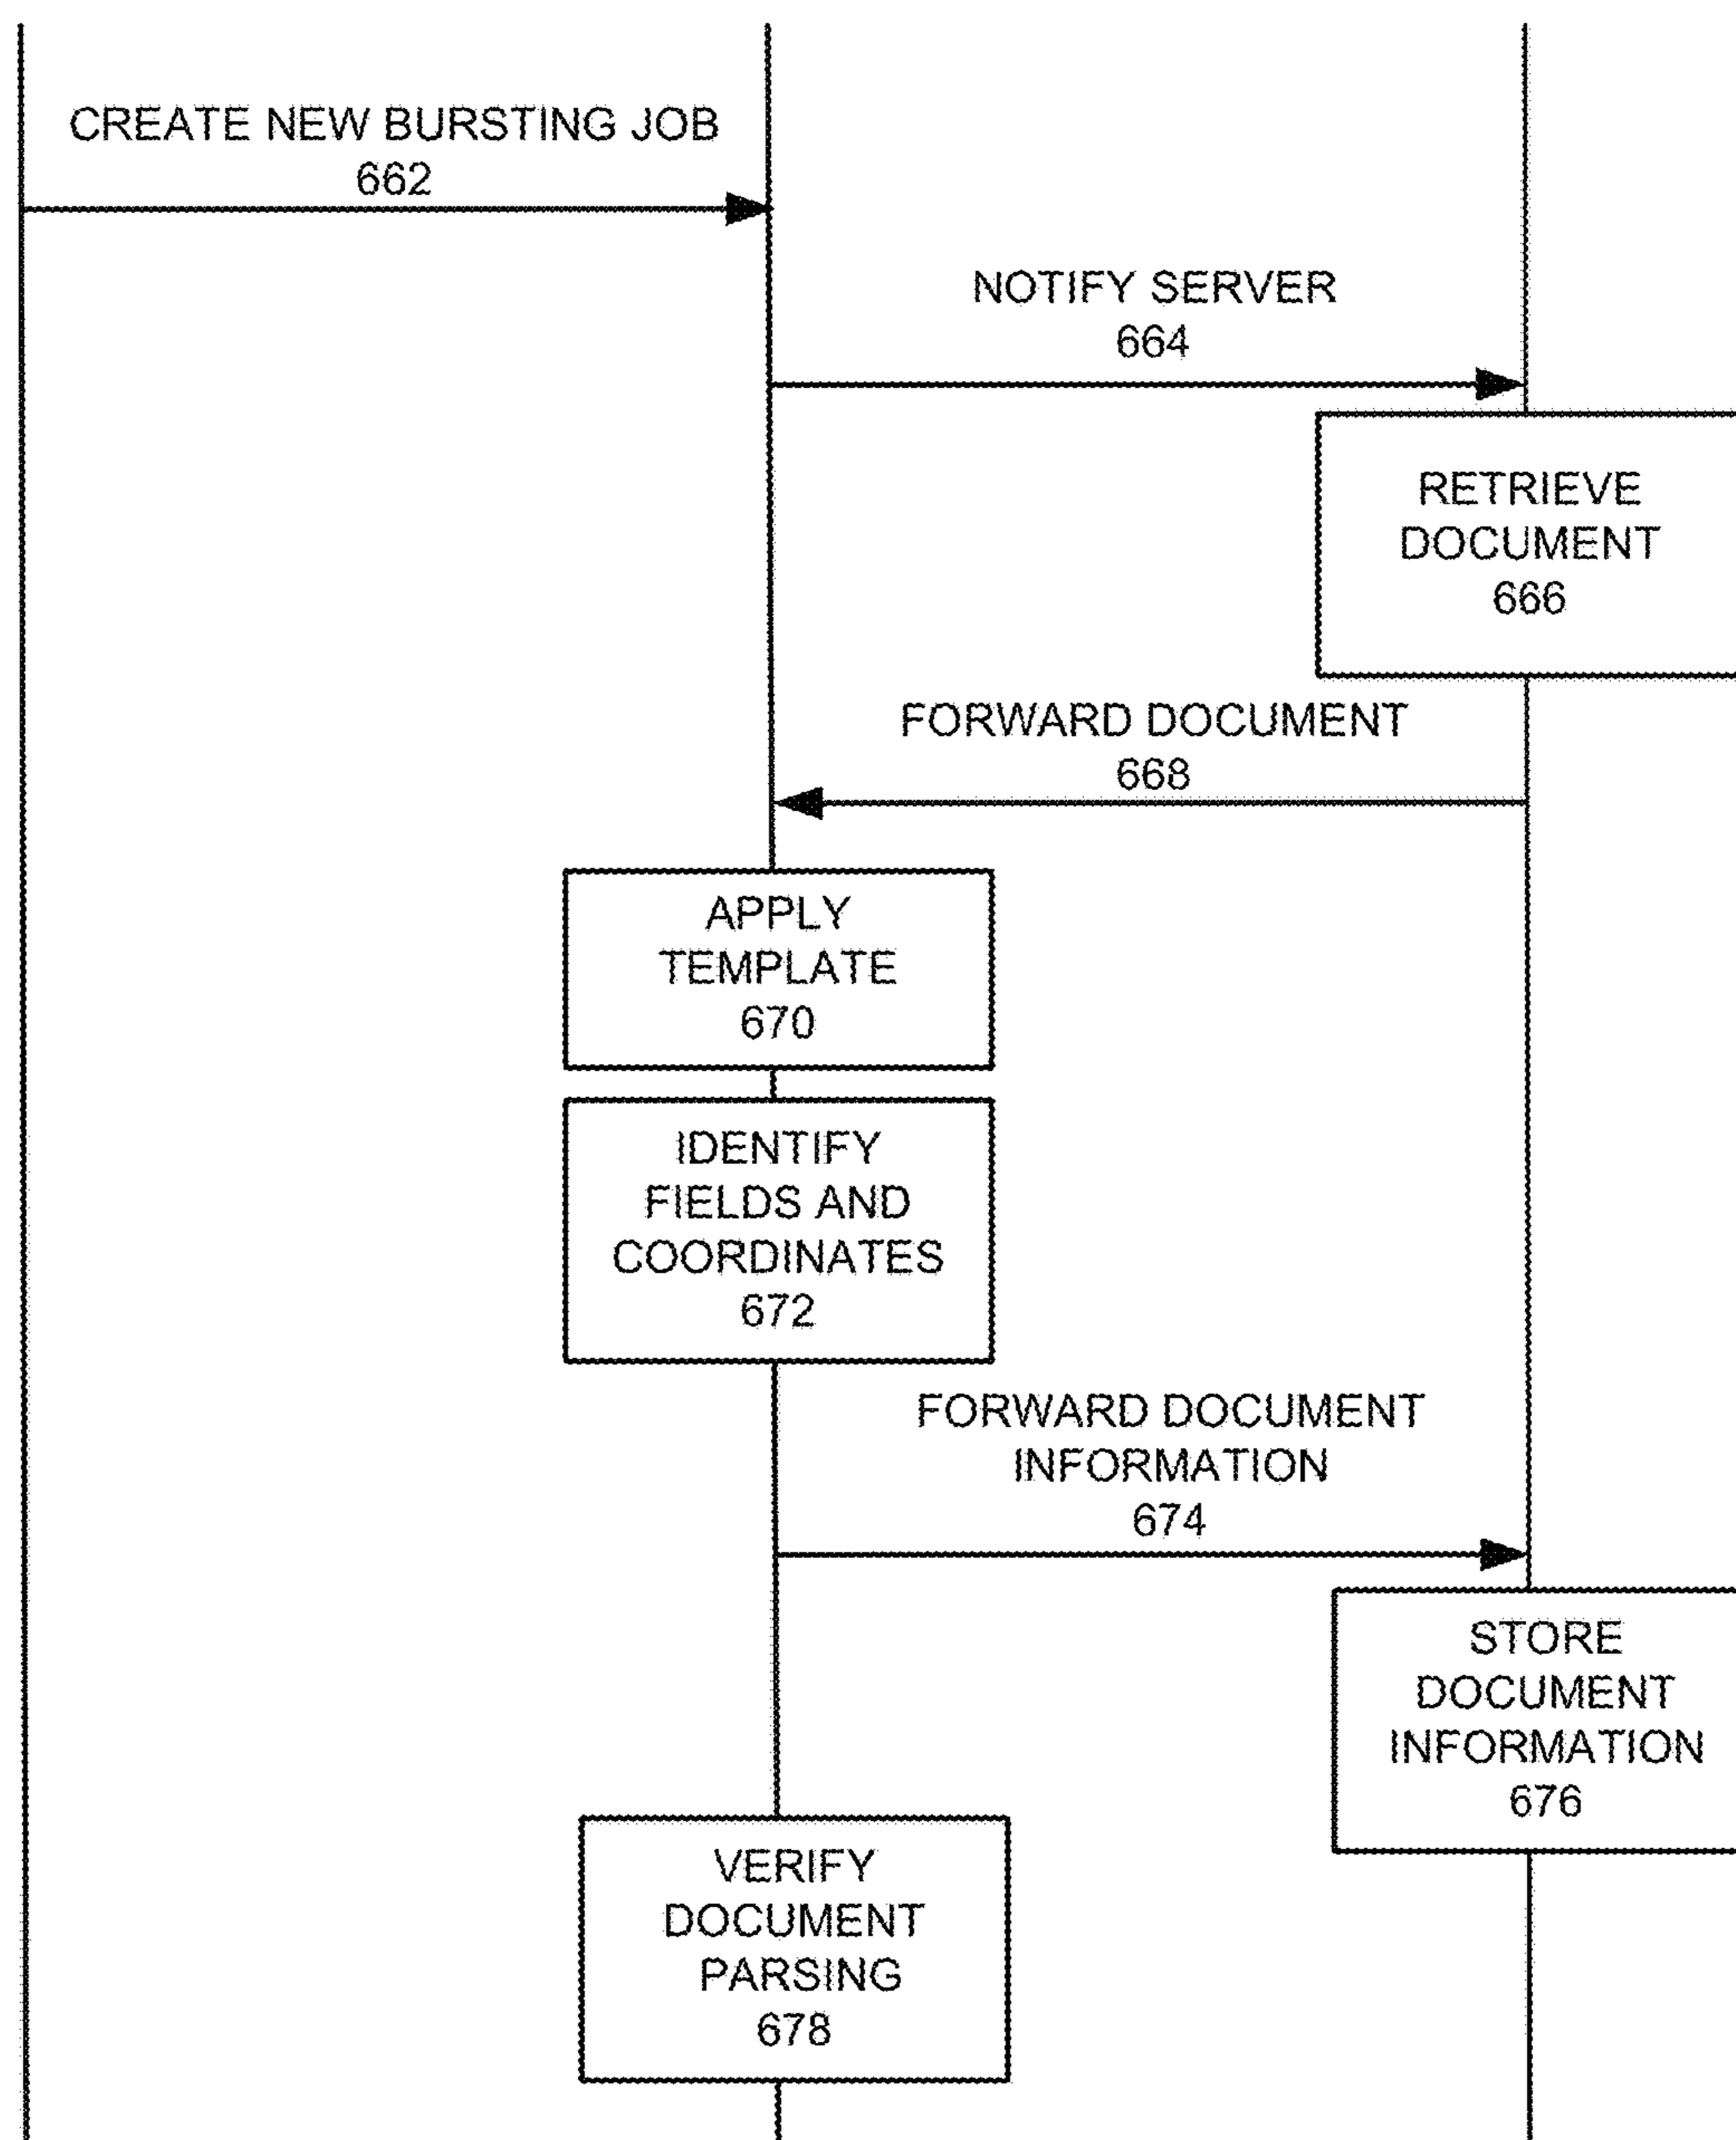 CREATE NEW BURSTING JOB
662
NOTIFY SERVER
664
RETRIEVE
DOCUMENT
666
FORWARD DOCUMENT
668
APPLY
TEMPLATE
670
IDENTIFY
FIELDS AND
COORDINATES
672
FORWARD DOCUMENT
INFORMATION
674
STORE
DOCUMENT
INFORMATION
676
VERIFY
DOCUMENT
PARSING
678